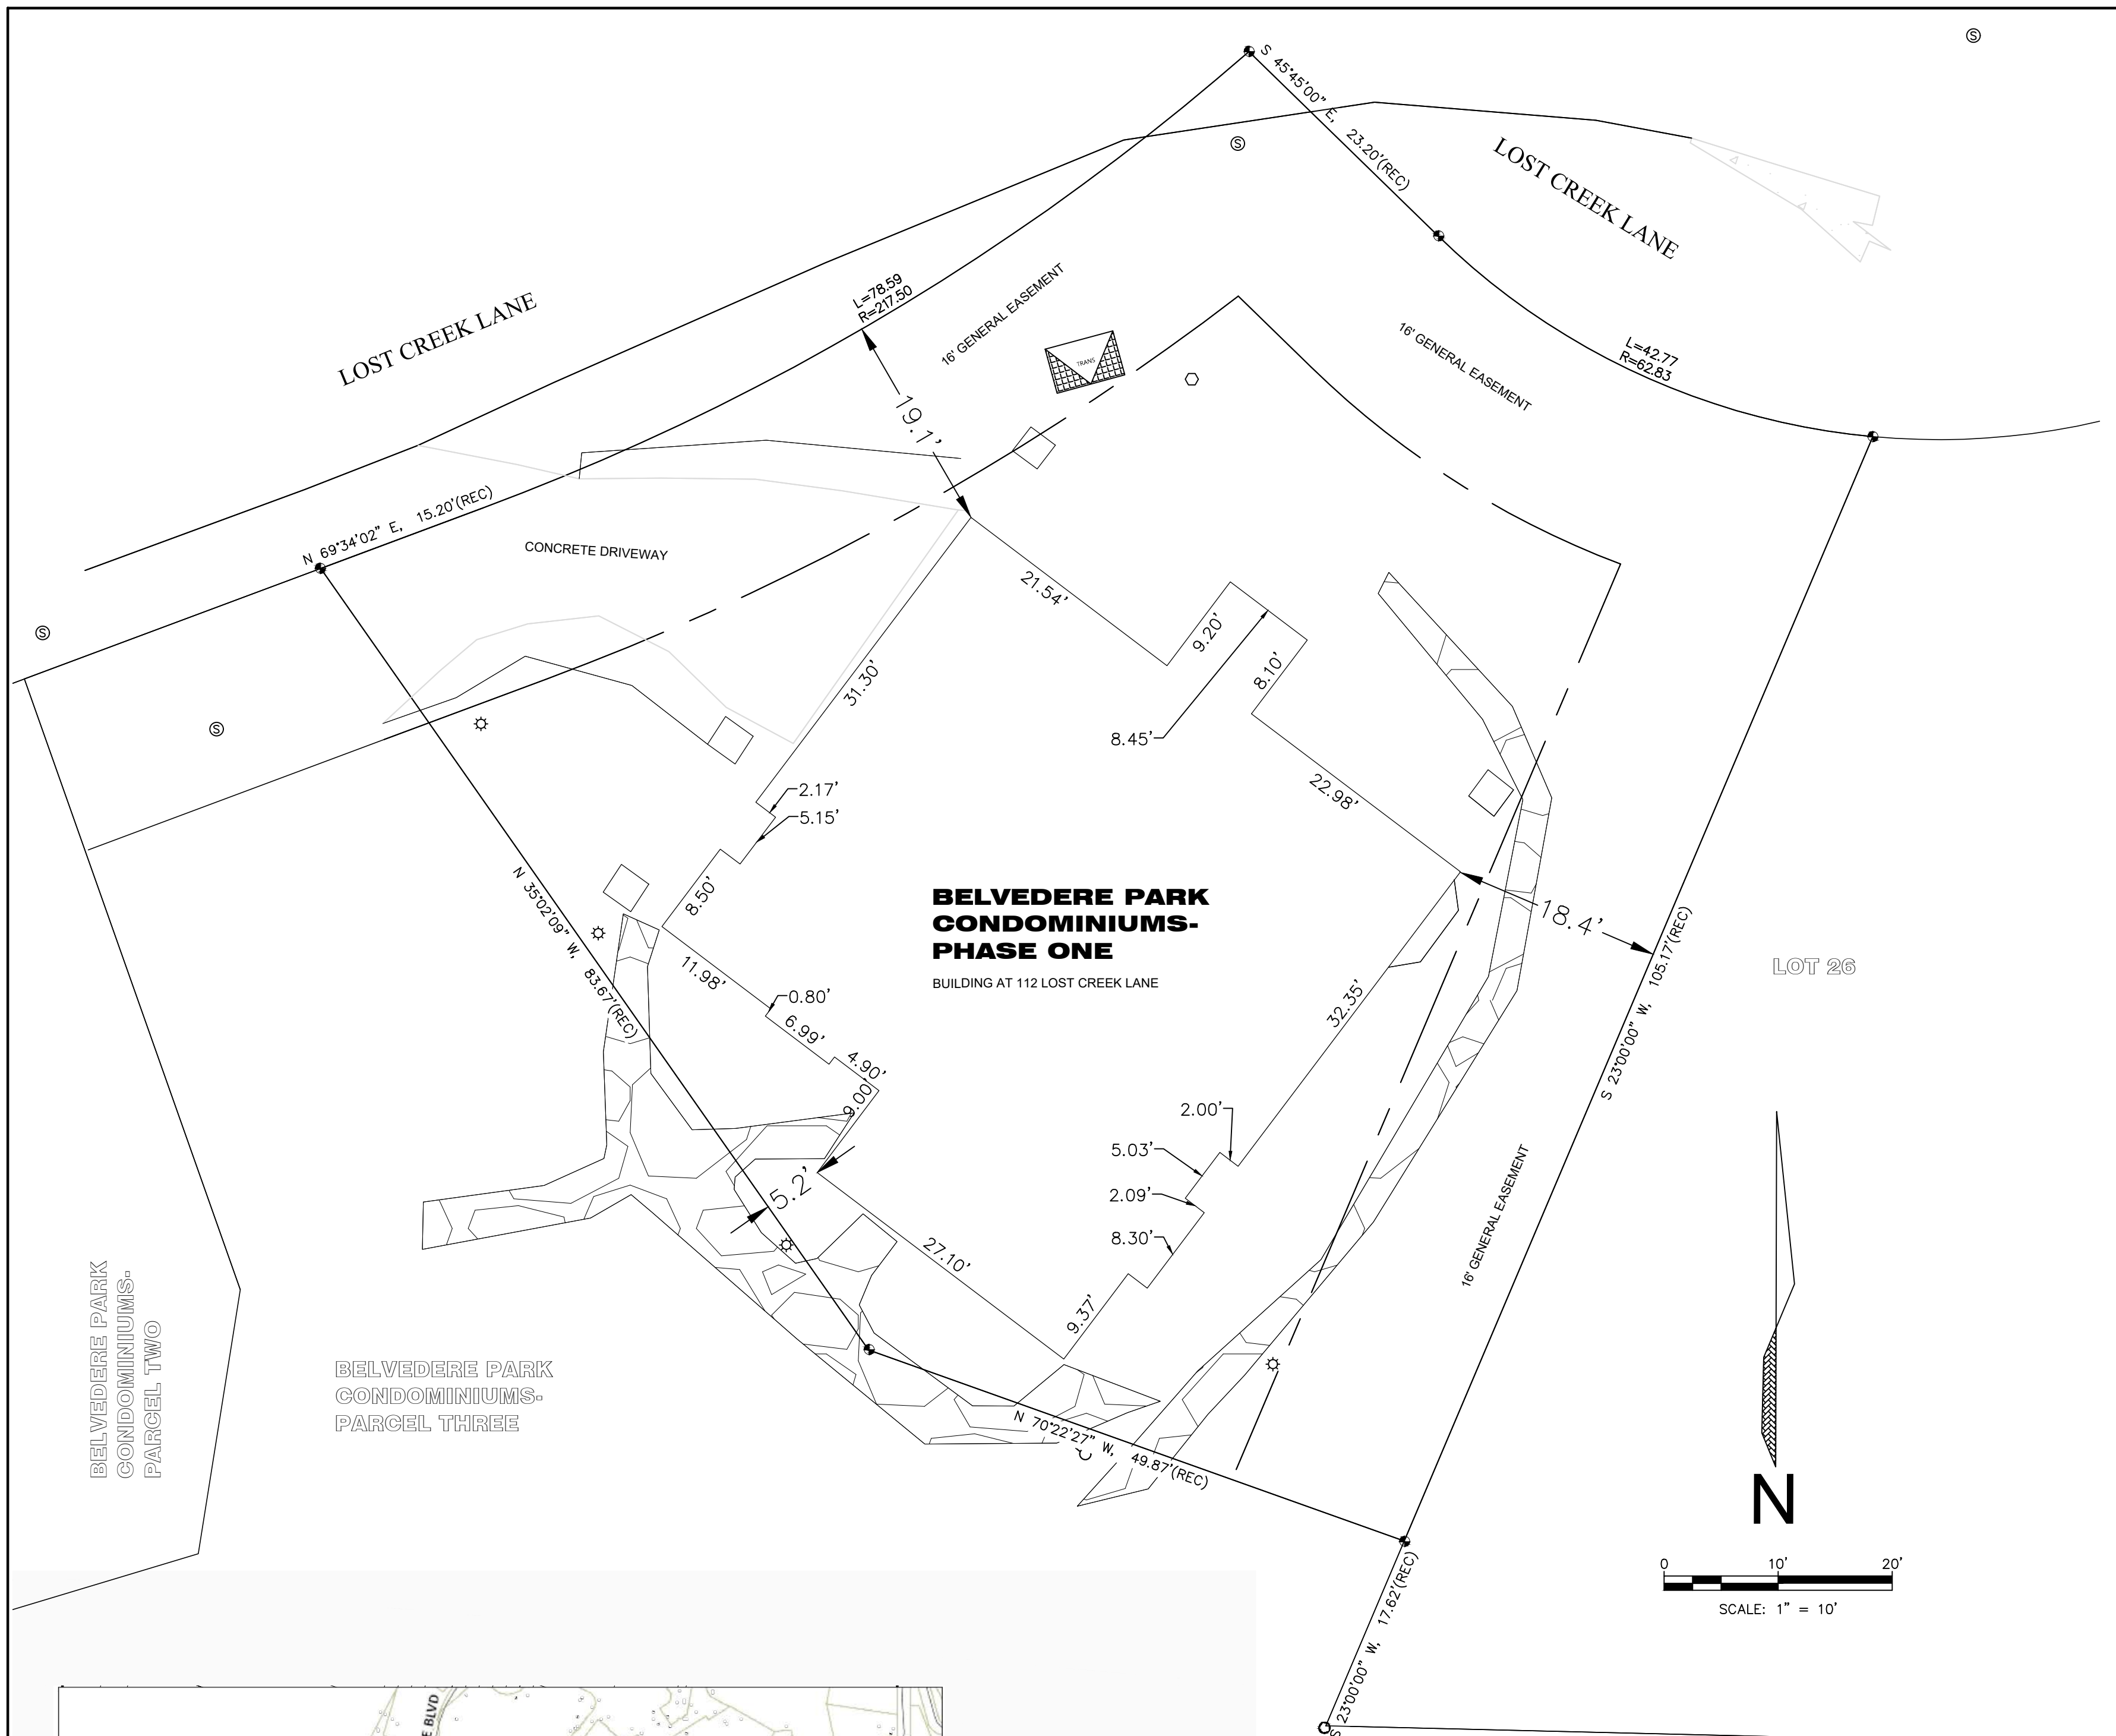 Ⓢ
S 45°45'00" E, 23.20'(REC)
Ⓢ
LOST CREEK LANE
LOST CREEK LANE
L=78.59
R=217.50
16' GENERAL EASEMENT
16' GENERAL EASEMENT
L=42.77
R=62.83
TRANS
19.1'
N 69°34'02" E, 15.20'(REC)
CONCRETE DRIVEWAY
21.54'
9.20'
8.10'
8.45'
Ⓢ
Ⓢ
31.30'
22.98'
2.17'
5.15'
8.50'
N 35°02'09" W, 83.67'(REC)
BELVEDERE PARK
CONDOMINIUMS-
PHASE ONE
BUILDING AT 112 LOST CREEK LANE
18.4'
LOT 26
S 23°00'00" W, 105.17'(REC)
11.98'
0.80'
6.99'
4.90'
9.00'
32.35'
2.00'
5.03'
2.09'
8.30'
5.2'
27.10'
9.37'
16' GENERAL EASEMENT
BELVEDERE PARK
CONDOMINIUMS-
PARCEL TWO
BELVEDERE PARK
CONDOMINIUMS-
PARCEL THREE
N 70°22'27" W, 49.87'(REC)
N
0 10' 20'
SCALE: 1" = 10'
S 23°00'00" W, 17.62'(REC)
BLVD